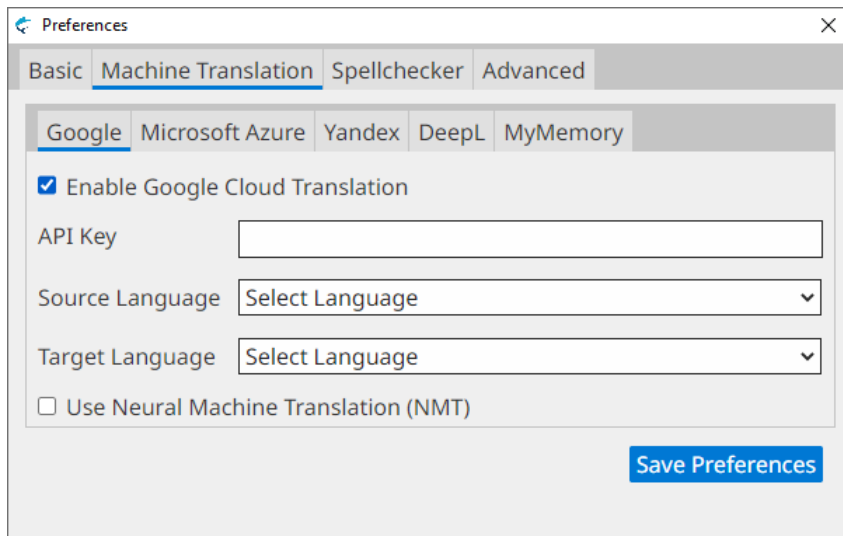 Preferences
Basic Machine Translation Spellchecker Advanced
Google Microsoft Azure Yandex DeepL MyMemory
Enable Google Cloud Translation
API Key
Source Language Select Language
Target Language Select Language
Use Neural Machine Translation (NMT)
Save Preferences